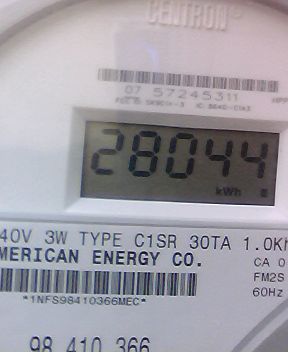 CENTRON®
07 57245311
28044
kWh
40V 3W TYPE C1SR 30TA 1.0Kh
MERICAN ENERGY CO.
CA 0
FM2S
60Hz
*1NFS98410366MEC*
98 410 366